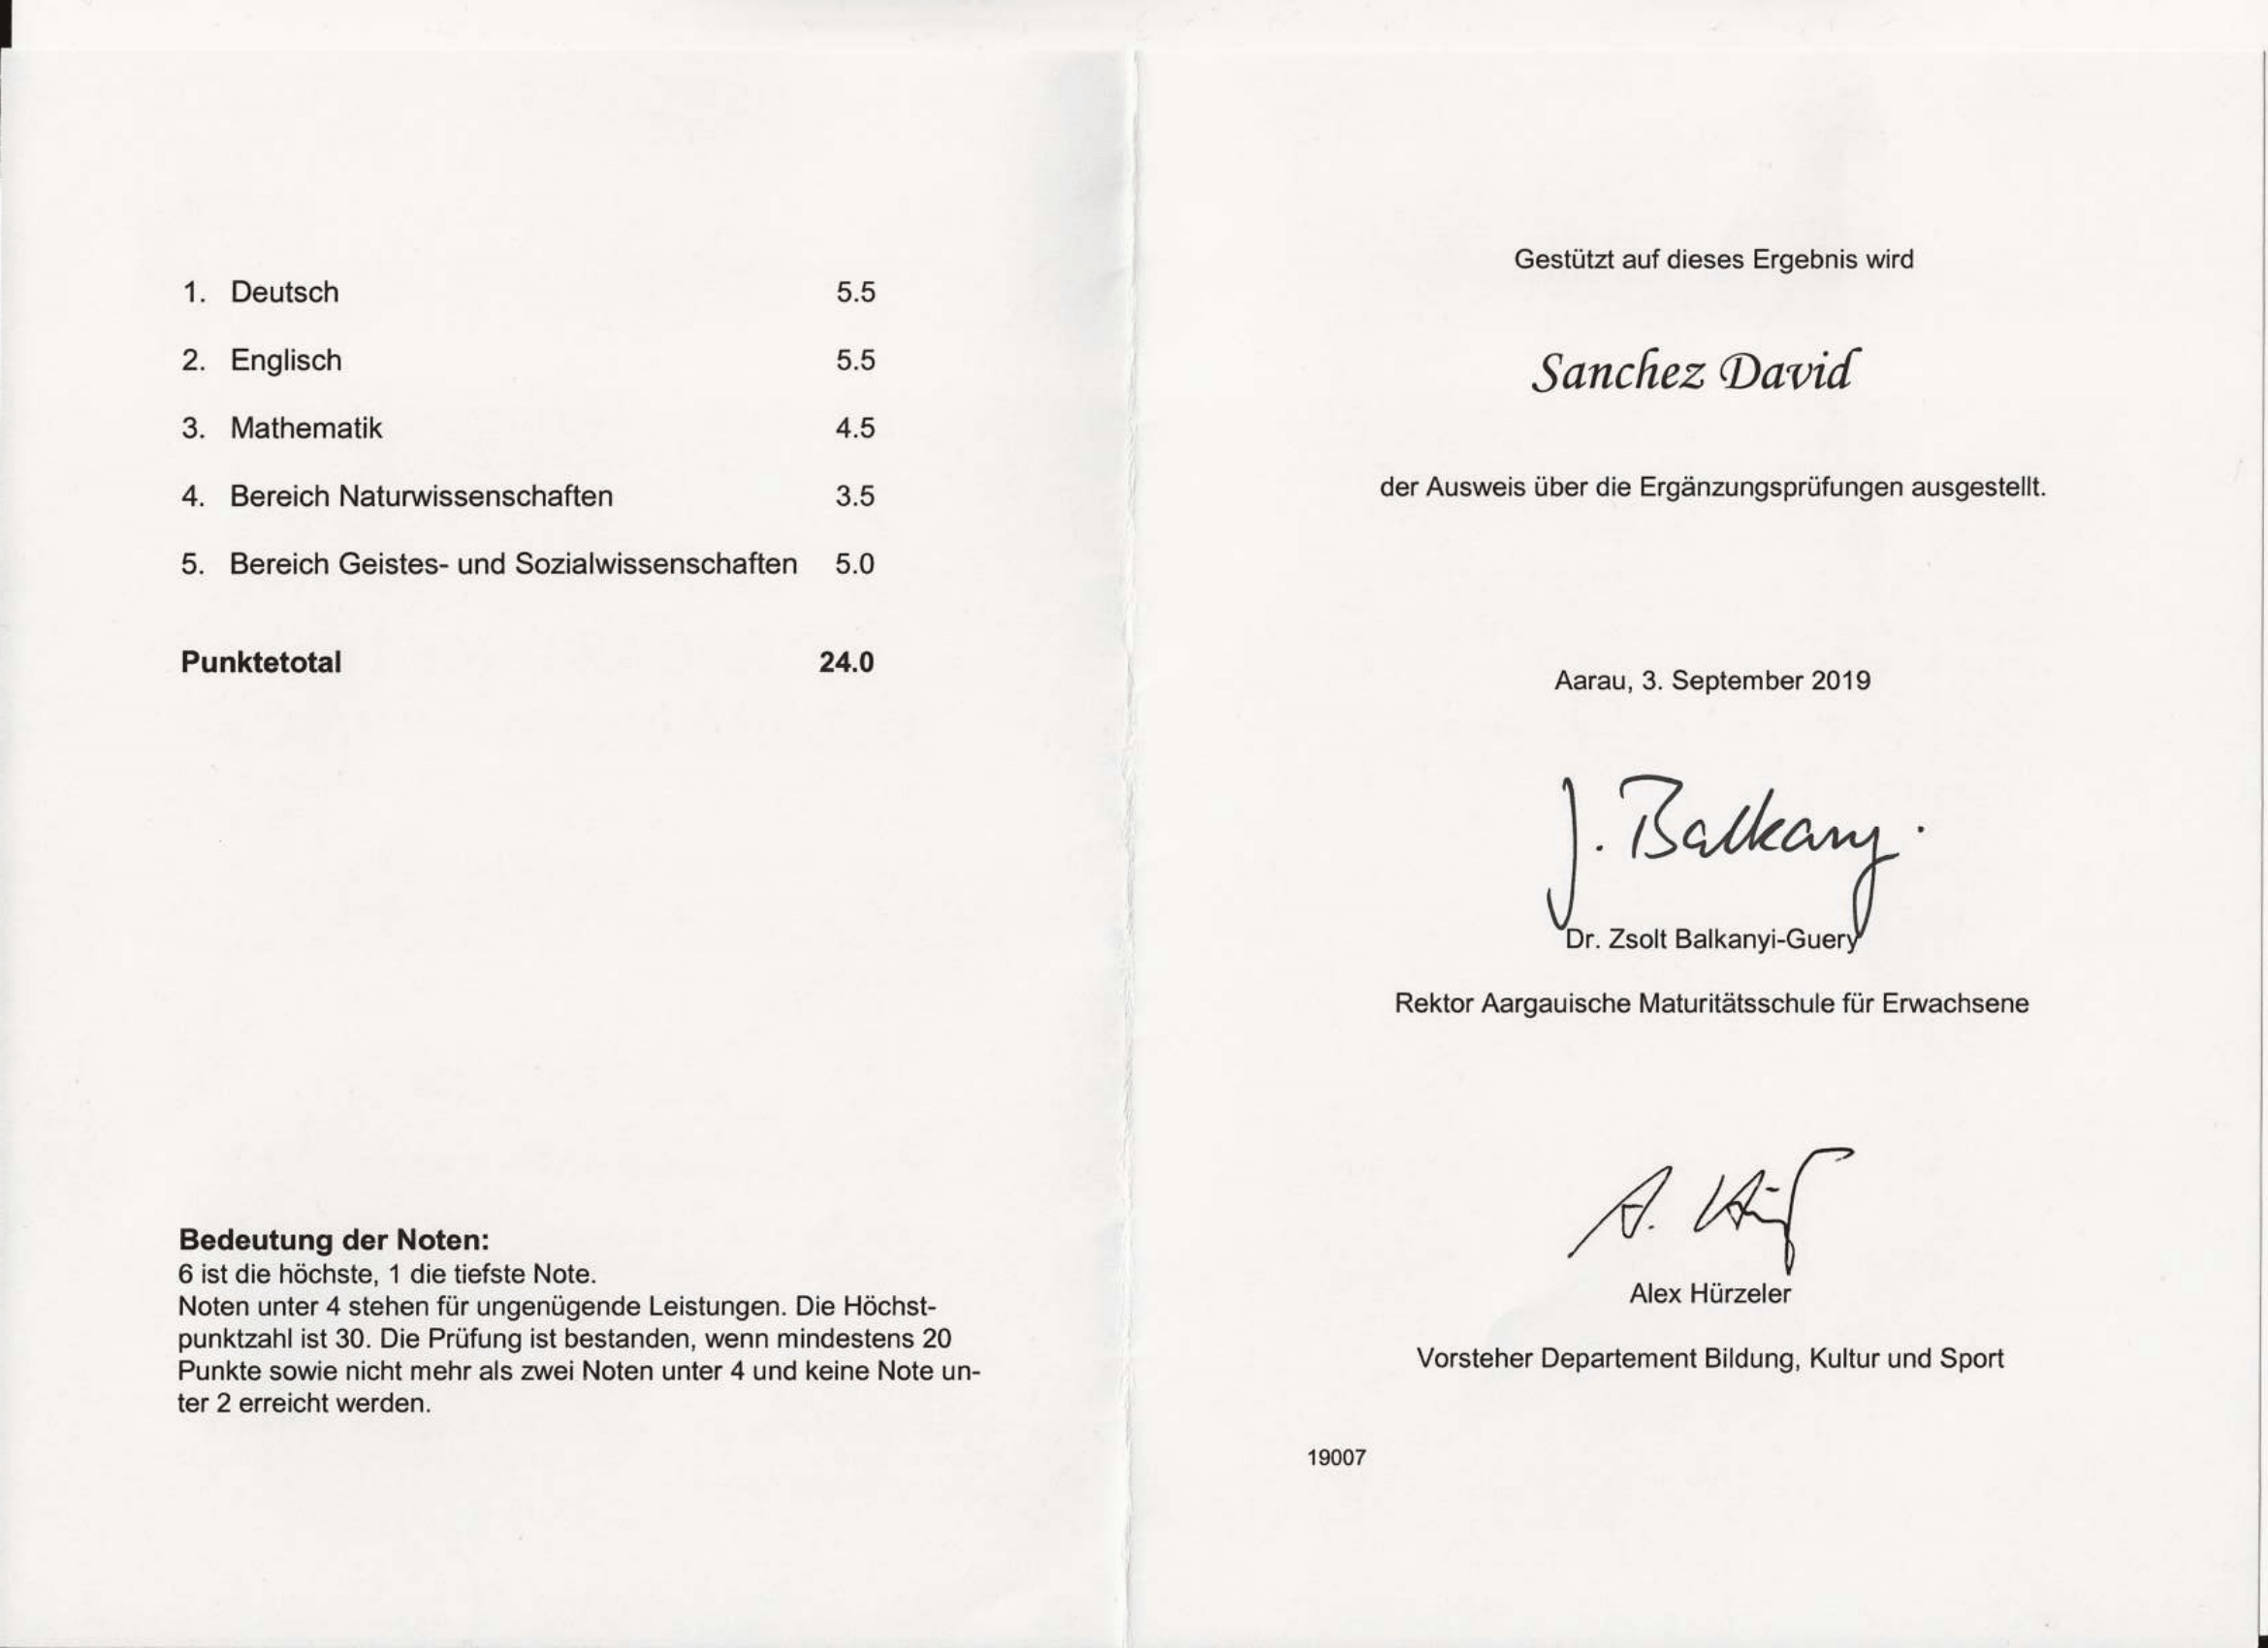 1. Deutsch 5.5
2. Englisch 5.5
3. Mathematik 4.5
4. Bereich Naturwissenschaften 3.5
5. Bereich Geistes- und Sozialwissenschaften 5.0
Punktetotal 24.0
Bedeutung der Noten:
6 ist die höchste, 1 die tiefste Note.
Noten unter 4 stehen für ungenügende Leistungen. Die Höchst-
punktzahl ist 30. Die Prüfung ist bestanden, wenn mindestens 20
Punkte sowie nicht mehr als zwei Noten unter 4 und keine Note un-
ter 2 erreicht werden.
Gestützt auf dieses Ergebnis wird
Sanchez David
der Ausweis über die Ergänzungsprüfungen ausgestellt.
Aarau, 3. September 2019
J. Balkany.
Dr. Zsolt Balkanyi-Guery
Rektor Aargauische Maturitätsschule für Erwachsene
A.
Alex Hürzeler
Vorsteher Departement Bildung, Kultur und Sport
19007